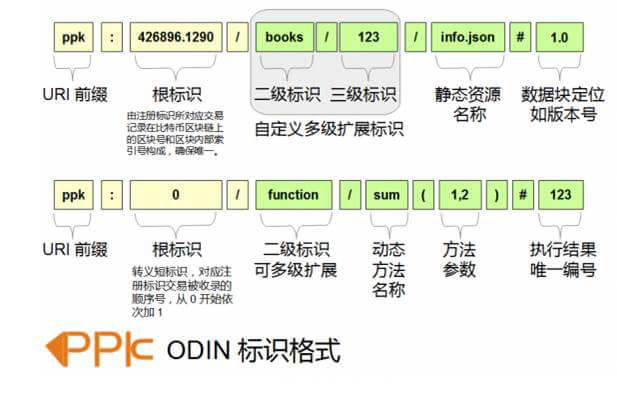 ppk : 426896.1290 / books / 123 / info.json # 1.0
URI 前缀 根标识 二级标识 三级标识 静态资源 数据块定位
名称 如版本号
由注册标识所对应交易
记录在比特币区块链上
的区块号和区块内部索
引号构成，确保唯一。
自定义多级扩展标识
ppk : 0 / function / sum ( 1,2 ) # 123
URI 前缀 根标识 二级标识 动态 方法 执行结果
可多级扩展 方法 参数 唯一编号
名称
转义短标识，对应注
册标识交易被收录的
顺序号，从 0 开始依
次加 1
PPk ODIN 标识格式